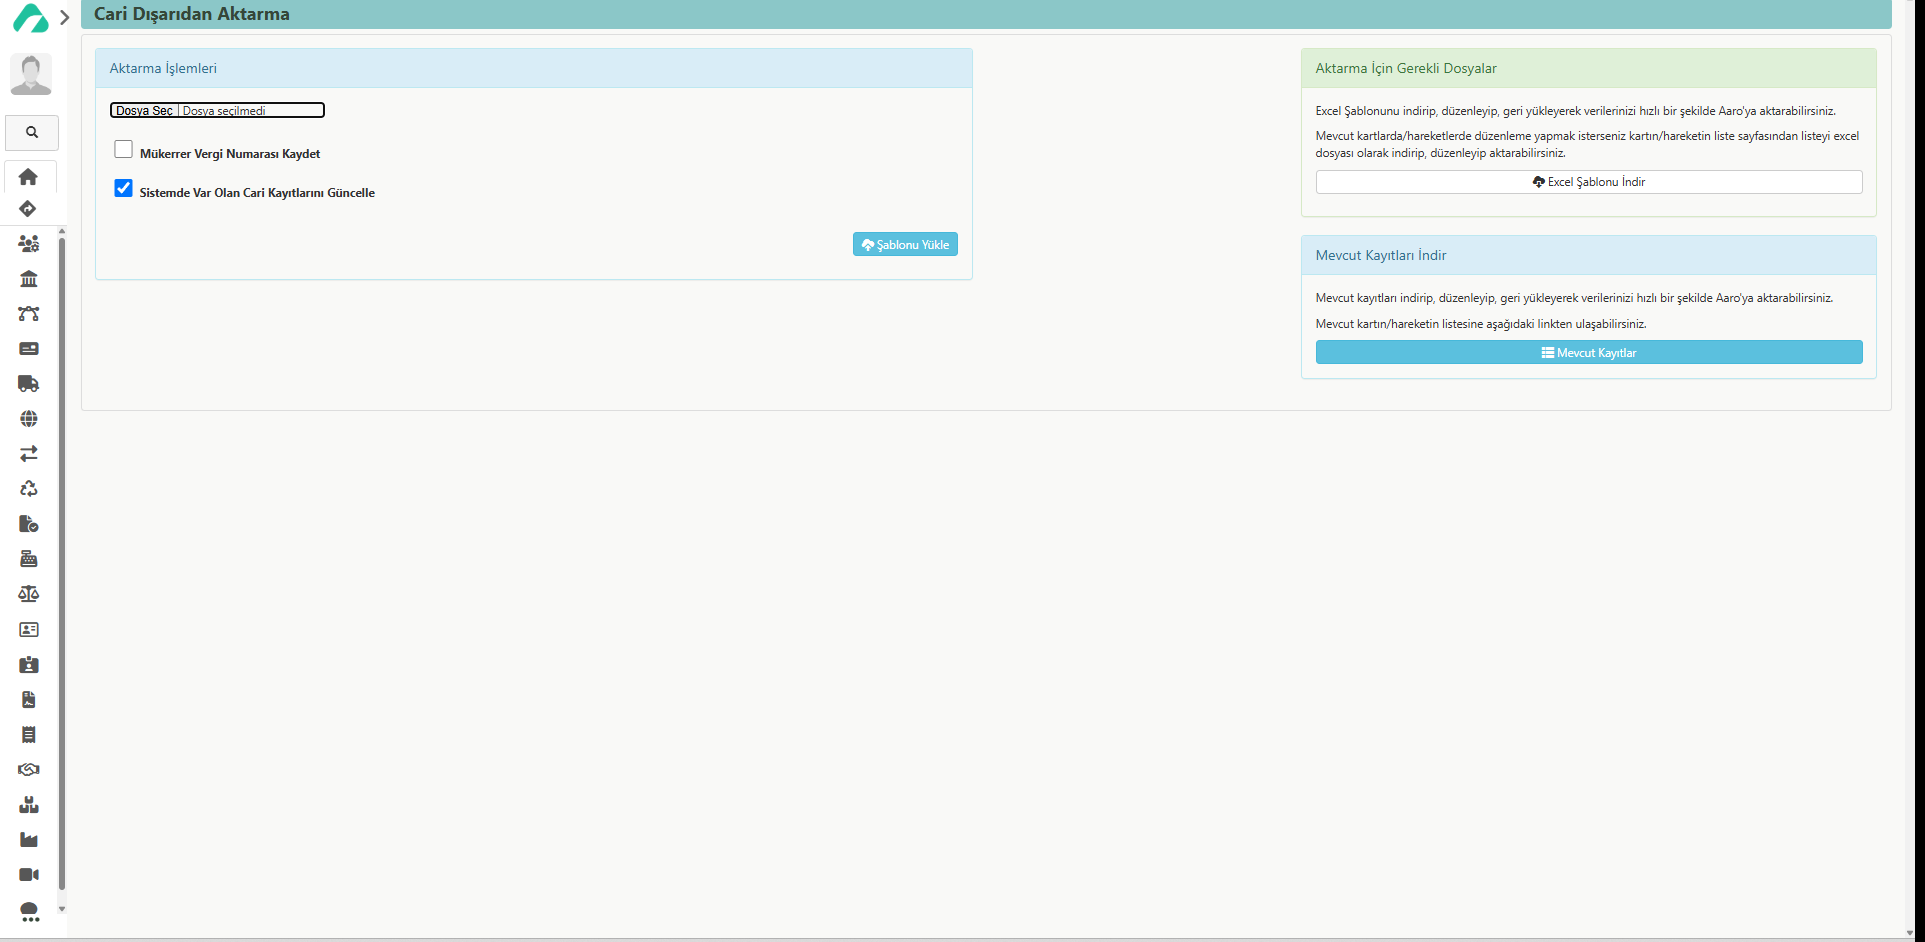 Cari Dışarıdan Aktarma
Aktarma İşlemleri
Dosya Seç Dosya seçilmedi
Mükerrer Vergi Numarası Kaydet
Sistemde Var Olan Cari Kayıtlarını Güncelle
Şablonu Yükle
Aktarma İçin Gerekli Dosyalar
Excel Şablonunu indirip, düzenleyip, geri yükleyerek verilerinizi hızlı bir şekilde Aaro'ya aktarabilirsiniz.
Mevcut kartlarda/hareketlerde düzenleme yapmak isterseniz kartın/hareketin liste sayfasından listeyi excel
dosyası olarak indirip, düzenleyip aktarabilirsiniz.
Excel Şablonu İndir
Mevcut Kayıtları İndir
Mevcut kayıtları indirip, düzenleyip, geri yükleyerek verilerinizi hızlı bir şekilde Aaro'ya aktarabilirsiniz.
Mevcut kartın/hareketin listesine aşağıdaki linkten ulaşabilirsiniz.
Mevcut Kayıtlar